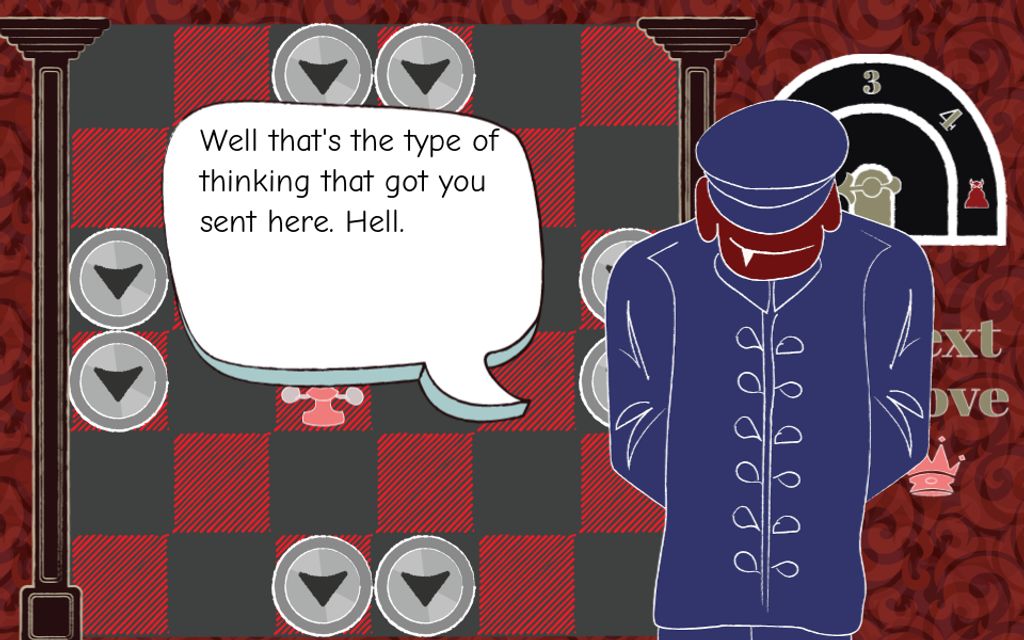 Well that's the type of
thinking that got you
sent here. Hell.
3
4